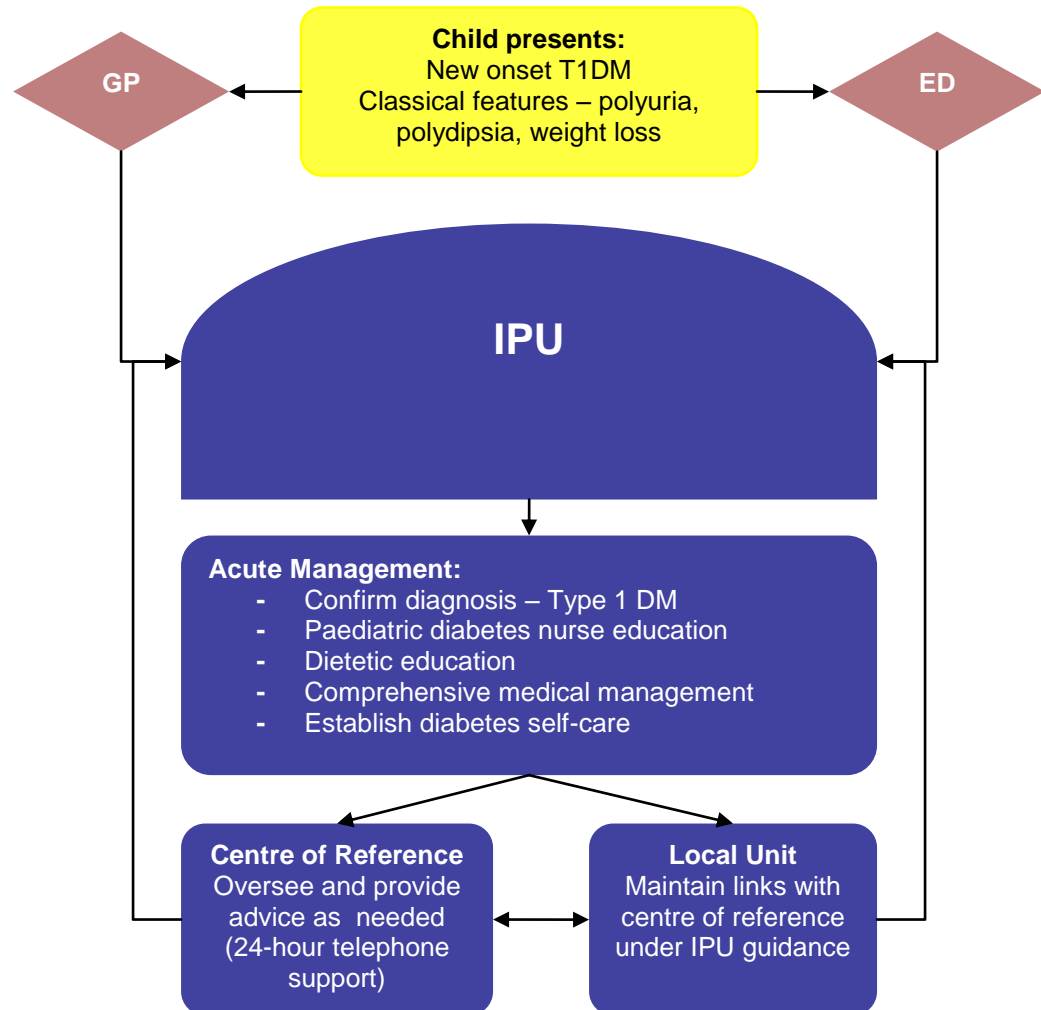 Child presents:
New onset T1DM
Classical features – polyuria,
polydipsia, weight loss
GP
ED
IPU
Acute Management:
- Confirm diagnosis – Type 1 DM
- Paediatric diabetes nurse education
- Dietetic education
- Comprehensive medical management
- Establish diabetes self-care
Centre of Reference
Oversee and provide
advice as needed
(24-hour telephone
support)
Local Unit
Maintain links with
centre of reference
under IPU guidance